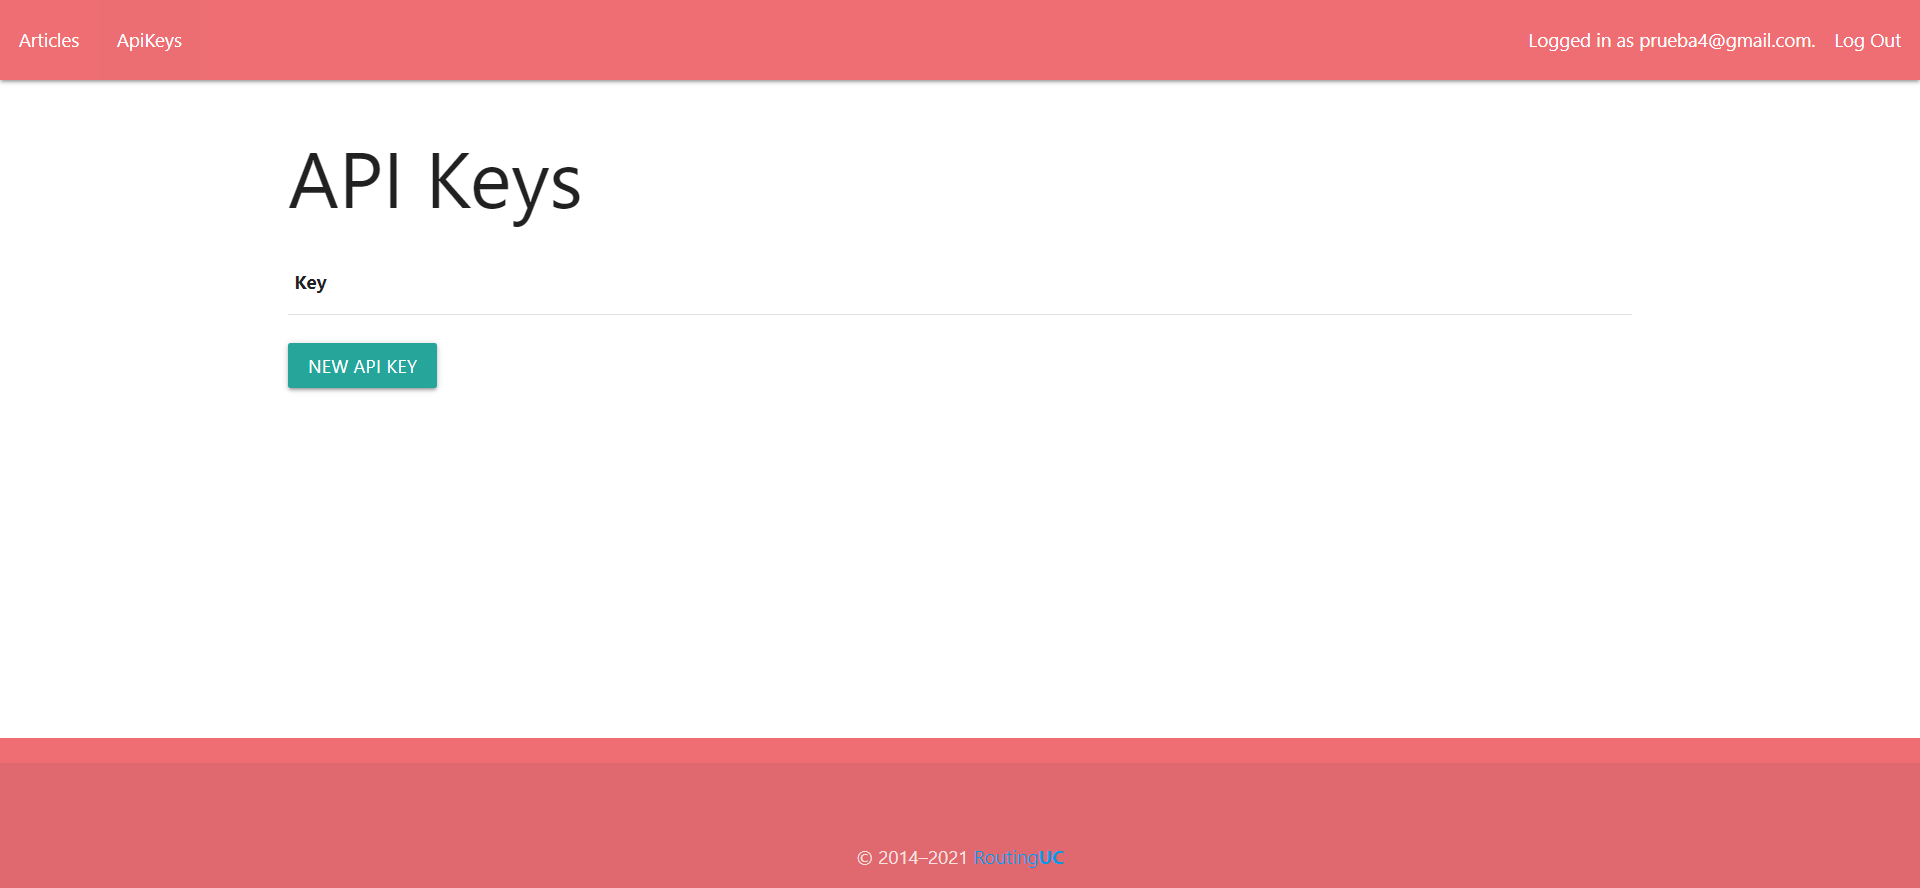 Articles ApiKeys Logged in as prueba4@gmail.com. Log Out
API Keys
Key
NEW API KEY
© 2014–2021 RoutingUC